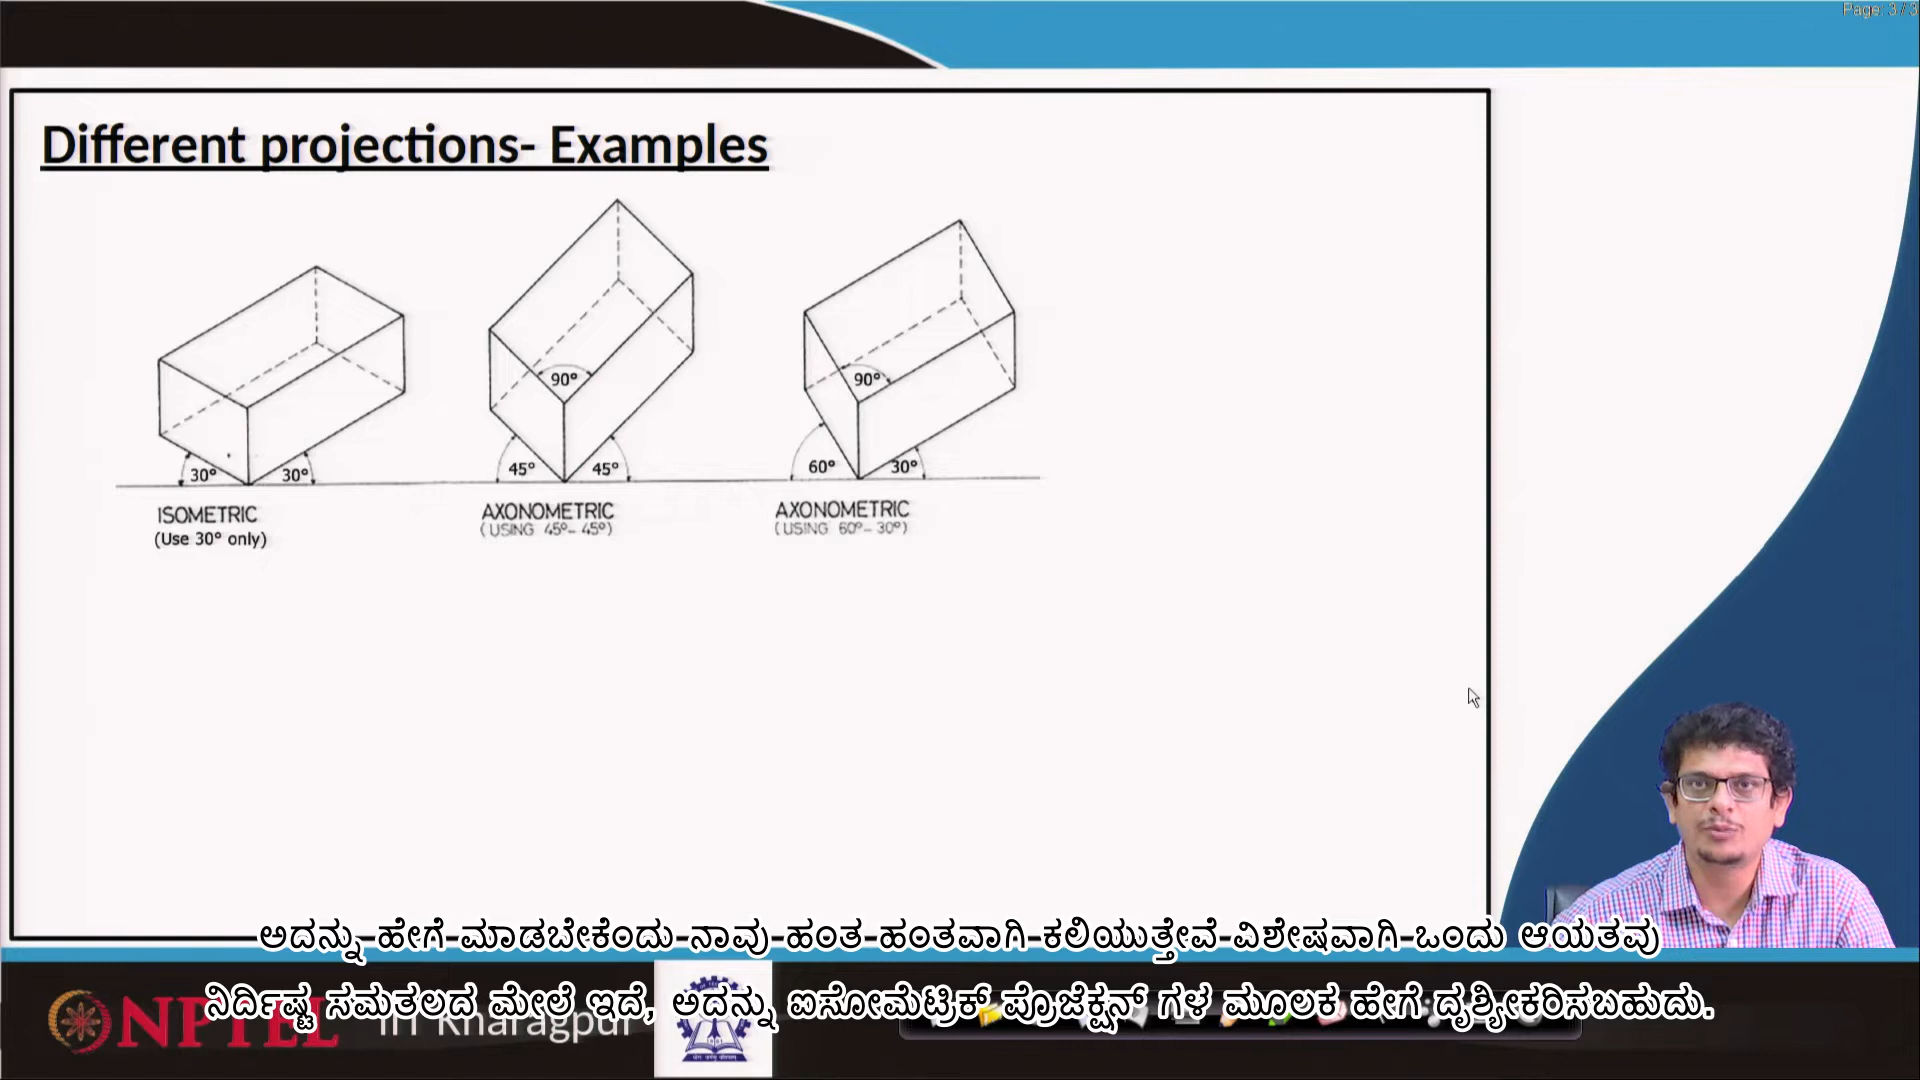 Page: 3 / 3
Different projections- Examples
90°
90°
30°
30°
45°
45°
60°
30°
ISOMETRIC
(Use 30° only)
AXONOMETRIC
(USING 45°- 45°)
AXONOMETRIC
(USING 60°- 30°)
ಅದನ್ನು ಹೇಗೆ ಮಾಡಬೇಕೆಂದು ನಾವು ಹಂತ ಹಂತವಾಗಿ ಕಲಿಯುತ್ತೇವೆ ವಿಶೇಷವಾಗಿ ಒಂದು ಆಯತವು
ನಿರ್ದಿಷ್ಟ ಸಮತಲದ ಮೇಲೆ ಇದೆ, ಅದನ್ನು ಐಸೋಮೆಟ್ರಿಕ್ ಪ್ರೊಜೆಕ್ಷನ್ ಗಳ ಮೂಲಕ ಹೇಗೆ ದೃಶ್ಯೀಕರಿಸಬಹುದು.
NPTEL
IIT Kharagpur